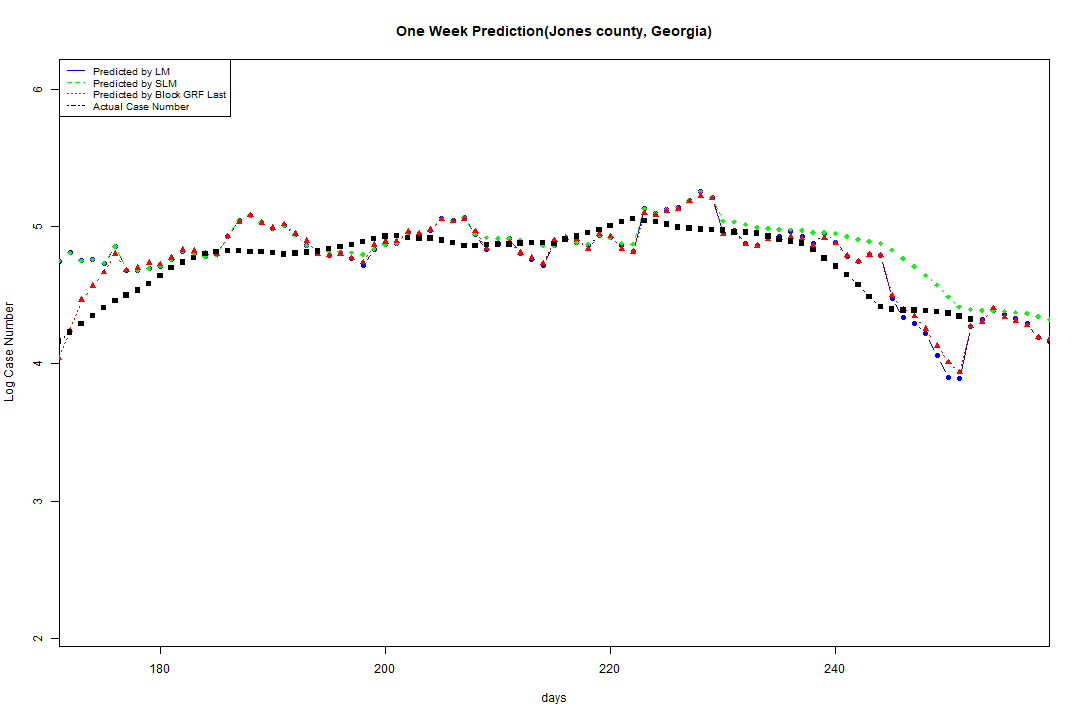 One Week Prediction(Jones county, Georgia)
Predicted by LM
Predicted by SLM
Predicted by Block GRF Last
Actual Case Number
6
5
4
3
2
Log Case Number
180 200 220 240
days